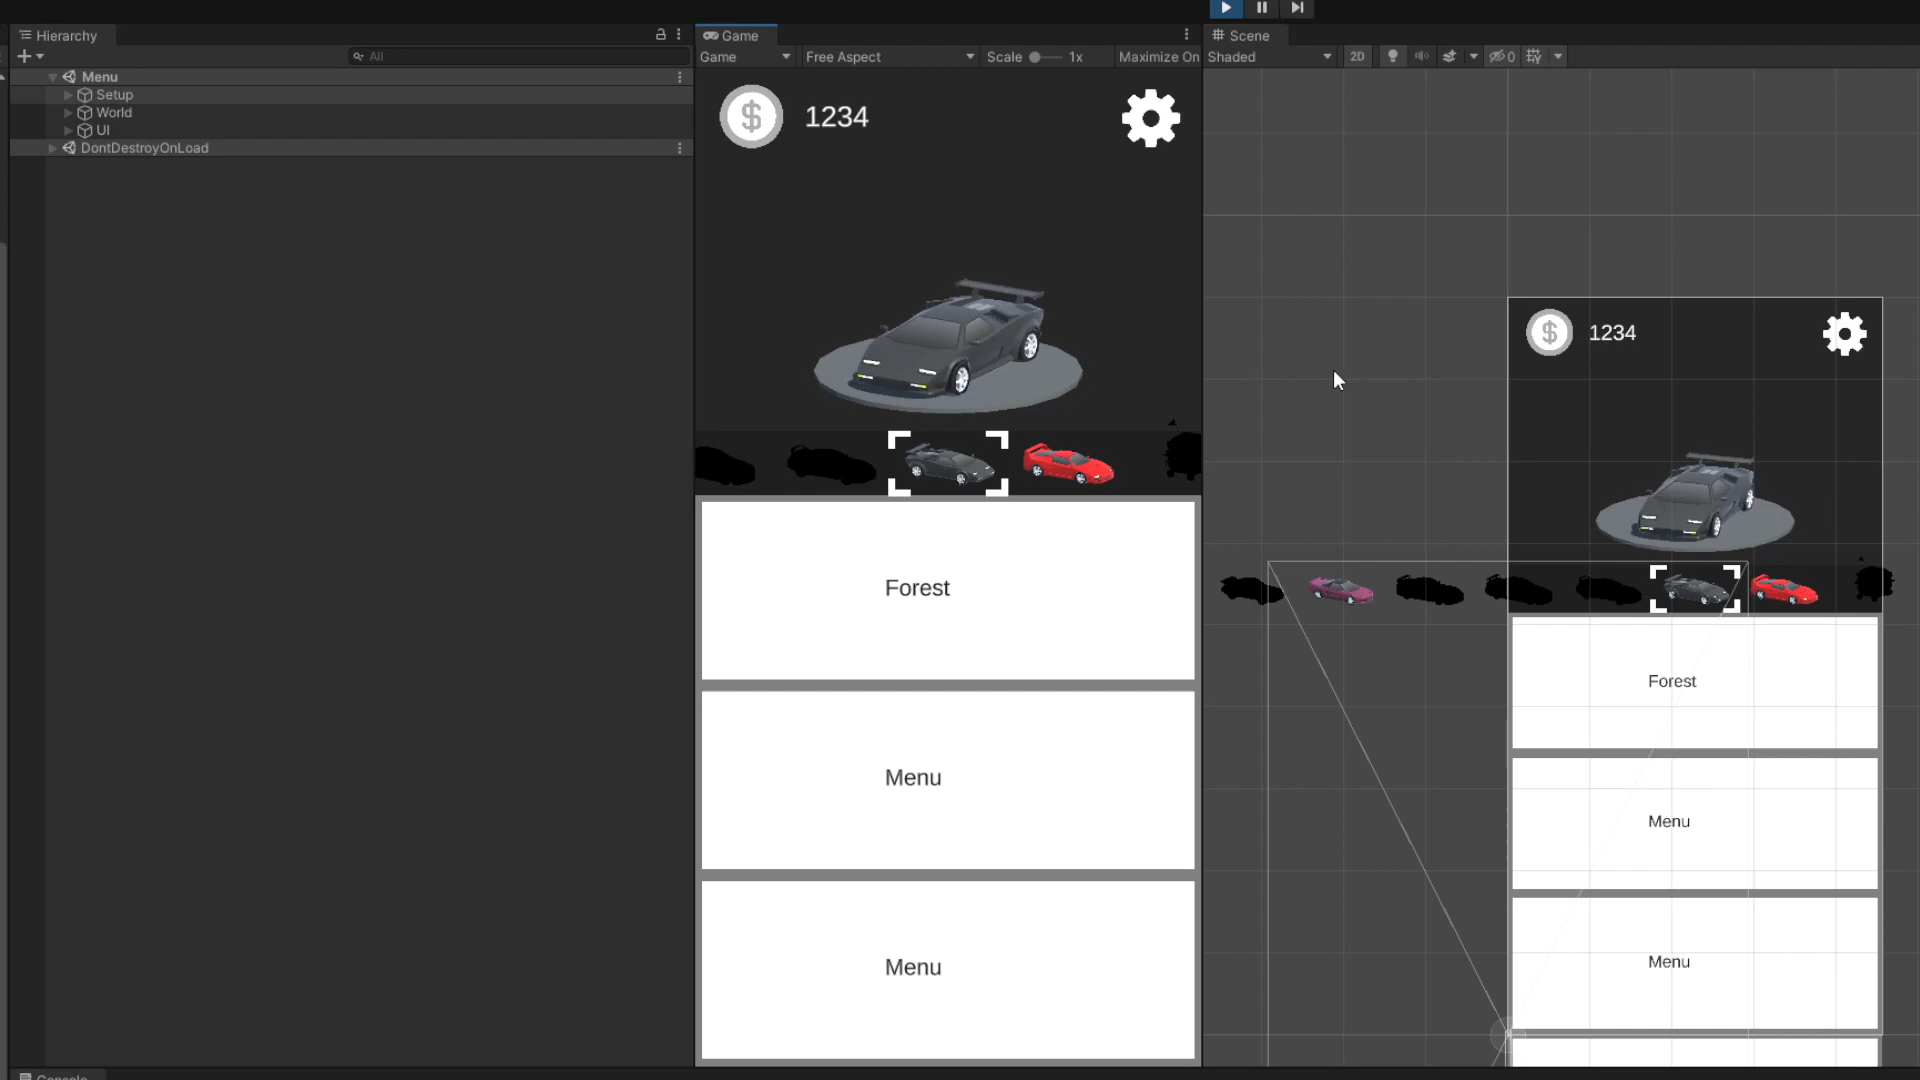 Hierarchy
All
Menu
Setup
World
UI
DontDestroyOnLoad
Game
Game
Free Aspect
Scale
1x
Maximize On
$
1234
Forest
Menu
Menu
Scene
Shaded
2D
0
$
1234
Forest
Menu
Menu
Console